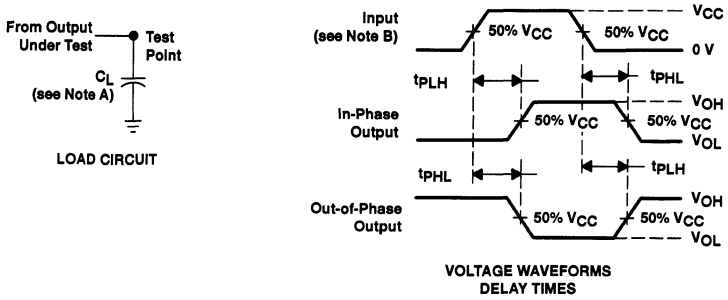 From Output
Under Test
Test
Point
CL
(see Note A)
LOAD CIRCUIT
Input
(see Note B)
50% VCC
50% VCC
VCC
0 V
tPLH
tPHL
In-Phase
Output
50% VCC
50% VCC
VOH
VOL
tPHL
tPLH
Out-of-Phase
Output
50% VCC
50% VCC
VOH
VOL
VOLTAGE WAVEFORMS
DELAY TIMES